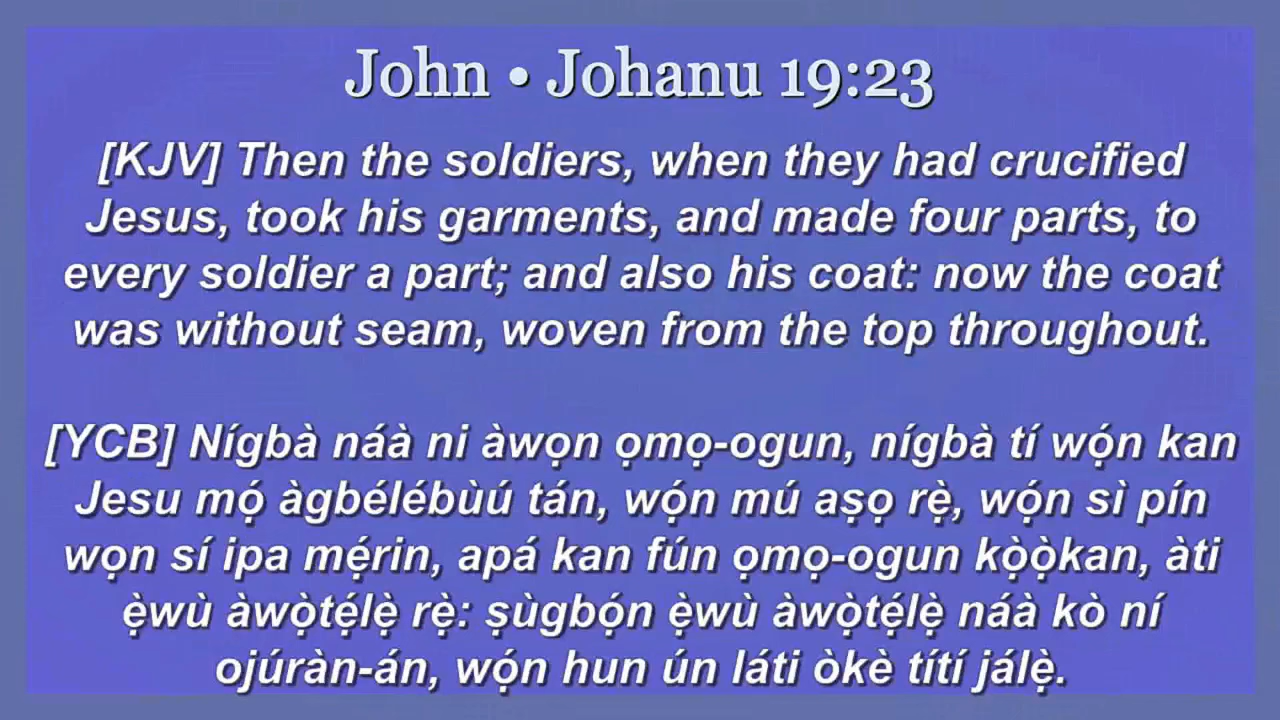 John • Johanu 19:23
[KJV] Then the soldiers, when they had crucified
Jesus, took his garments, and made four parts, to
every soldier a part; and also his coat: now the coat
was without seam, woven from the top throughout.
[YCB] Nígbà náà ni àwọn ọmọ-ogun, nígbà tí wọ́n kan
Jesu mọ́ àgbélébùú tán, wọ́n mú aṣọ rẹ̀, wọ́n sì pín
wọn sí ipa mẹ́rin, apá kan fún ọmọ-ogun kọ̀ọ̀kan, àti
ẹ̀wù àwọ̀tẹ́lẹ̀ rẹ̀: ṣùgbọ́n ẹ̀wù àwọ̀tẹ́lẹ̀ náà kò ní
ojúràn-án, wọ́n hun ún láti òkè títí jálẹ̀.